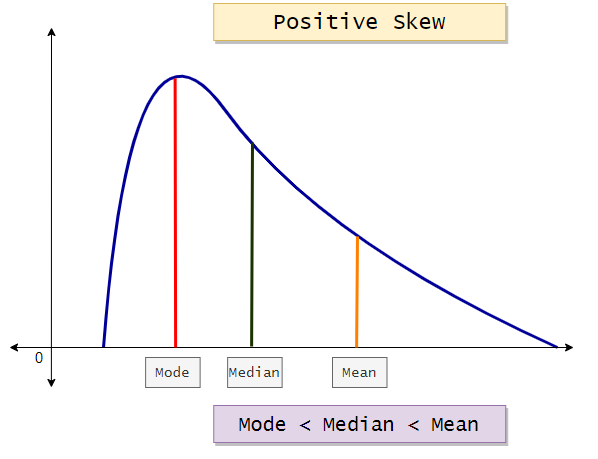 Positive Skew
0
Mode
Median
Mean
Mode < Median < Mean